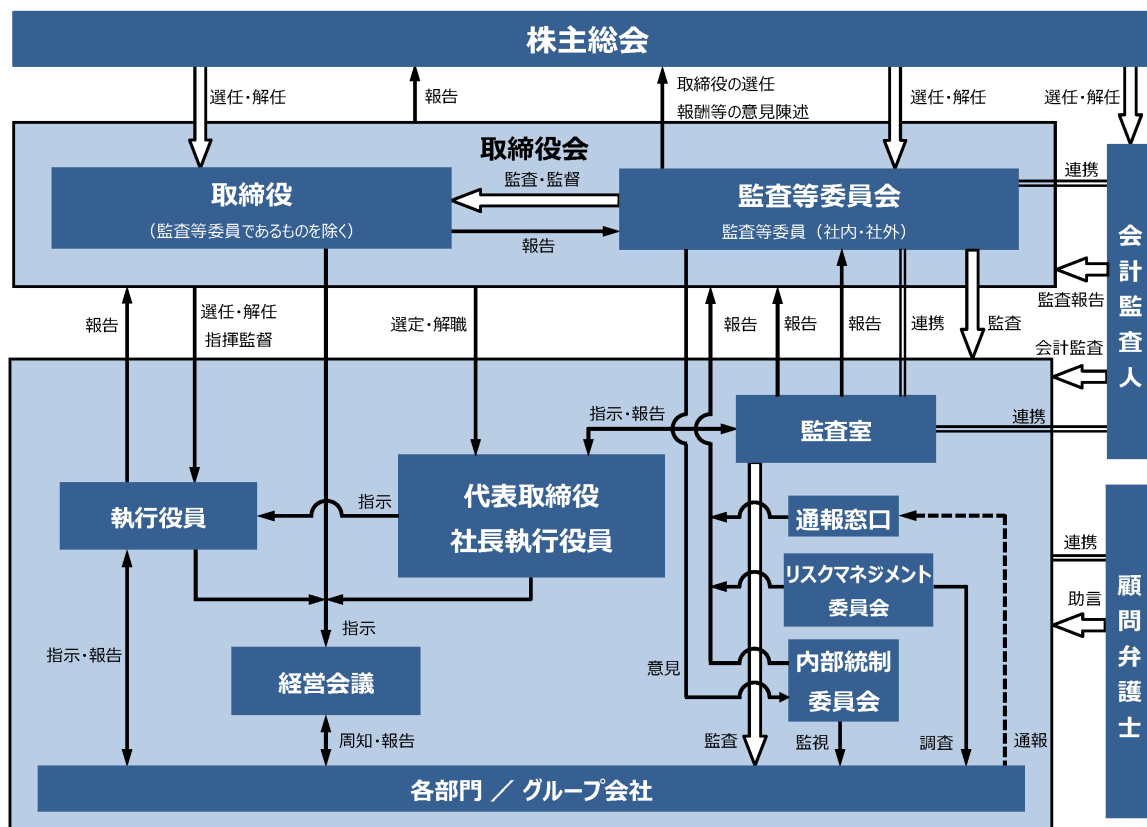 株主総会
選任・解任
報告
取締役の選任
報酬等の意見陳述
選任・解任
選任・解任
取締役会
取締役
(監査等委員であるものを除く)
監査・監督
報告
監査等委員会
監査等委員(社内・社外)
連携
会計監査人
監査報告
会計監査
連携
報告
選任・解任
指揮監督
選定・解職
報告
報告
報告
連携
監査
指示・報告
監査室
執行役員
指示
代表取締役
社長執行役員
通報窓口
リスクマネジメント
委員会
連携
助言
顧問弁護士
指示・報告
指示
経営会議
意見
内部統制
委員会
周知・報告
監査
監視
調査
通報
各部門 / グループ会社